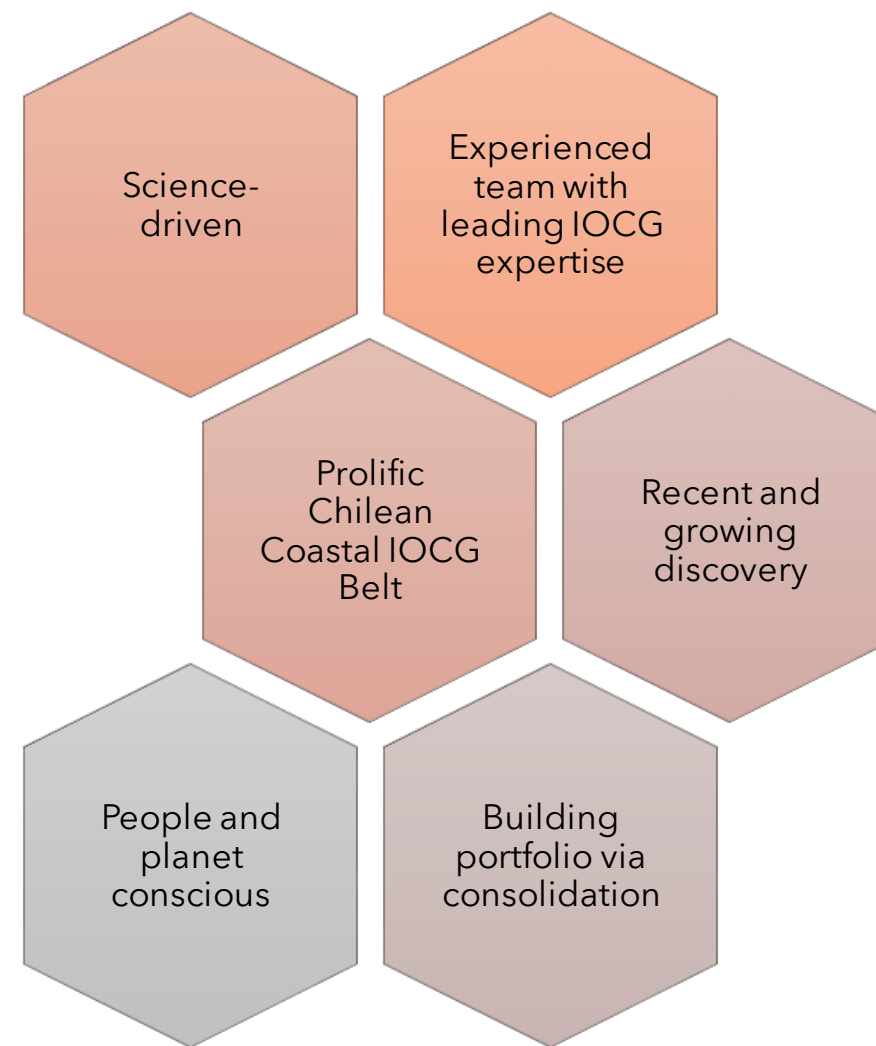 Science-
driven
Experienced
team with
leading IOCG
expertise
Prolific
Chilean
Coastal IOCG
Belt
Recent and
growing
discovery
People and
planet
conscious
Building
portfolio via
consolidation